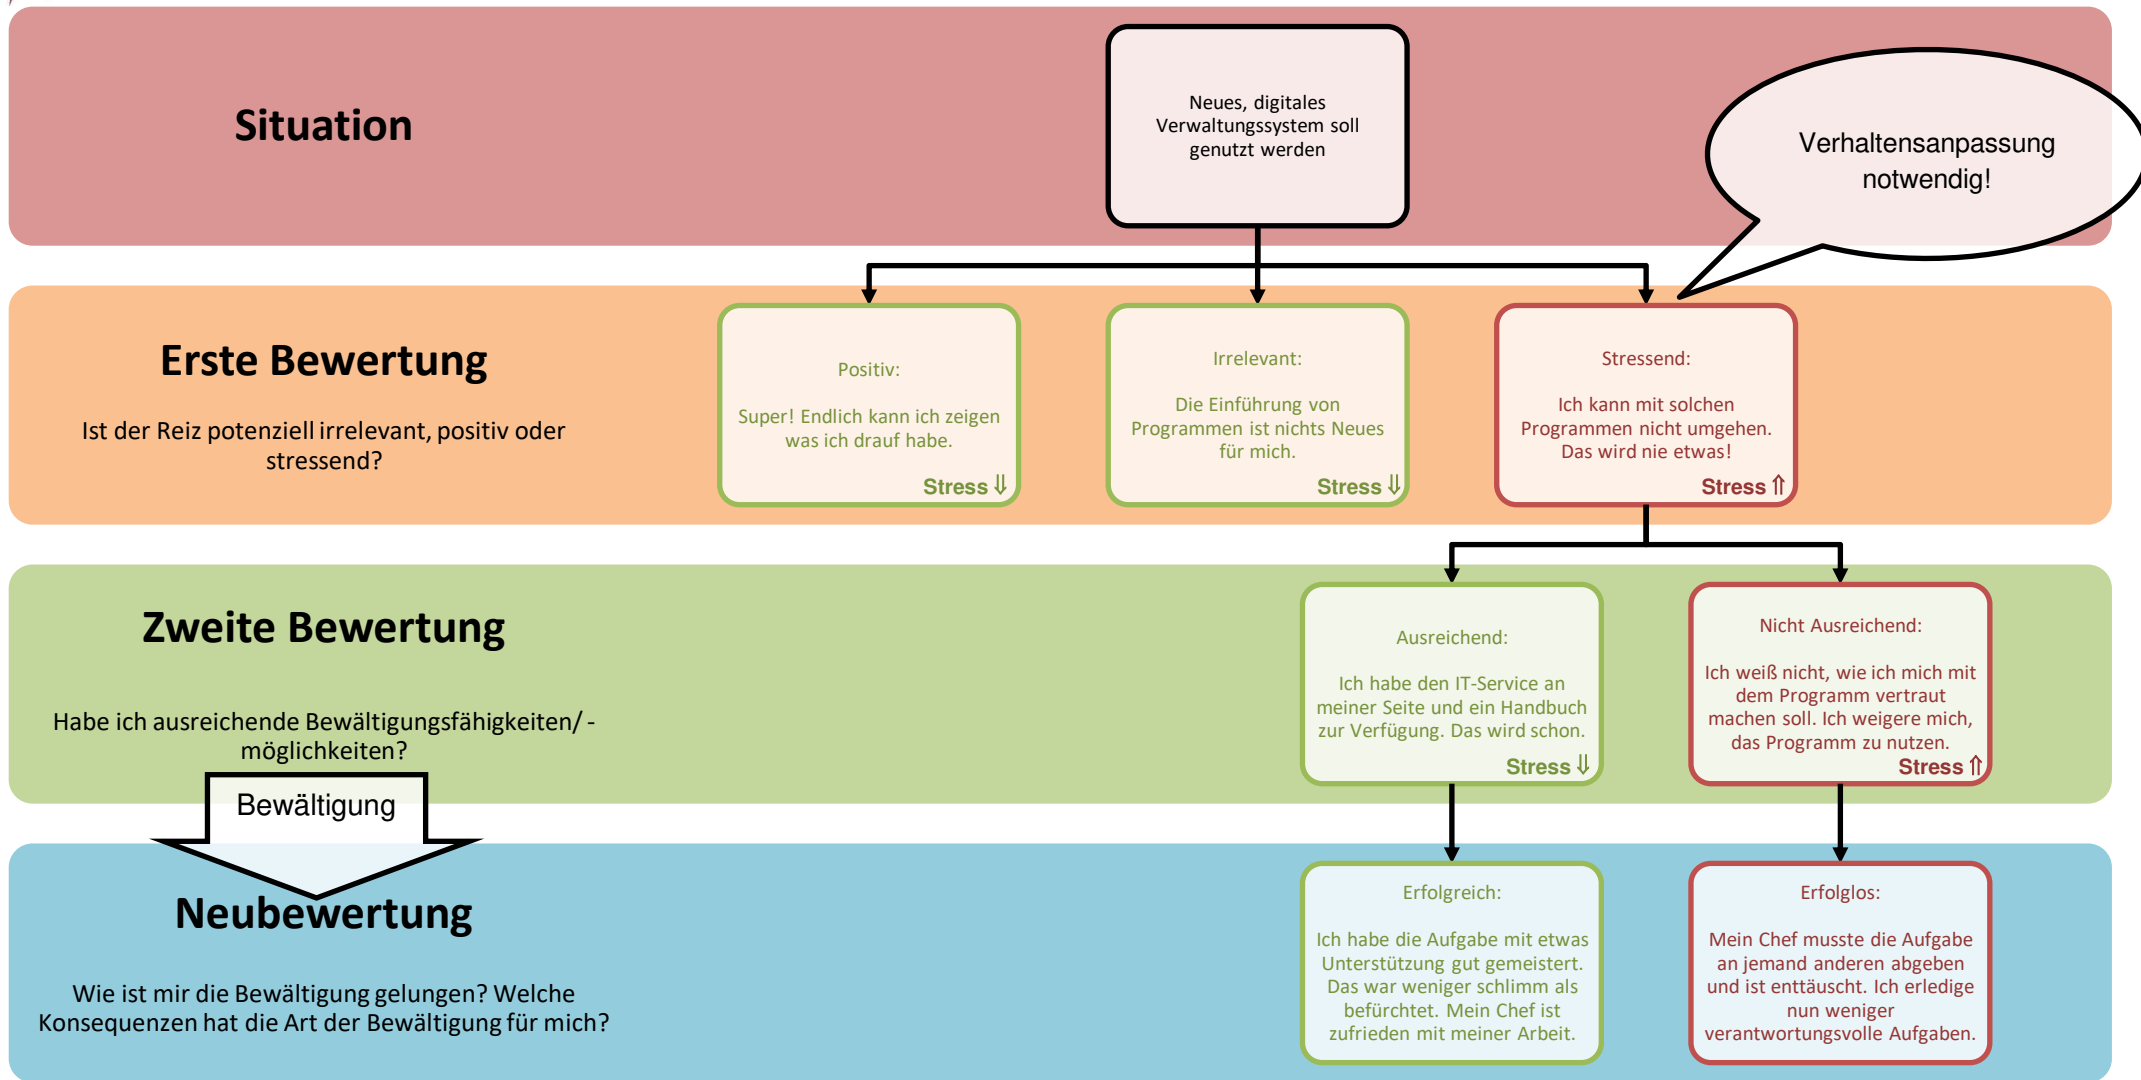 Situation
Neues, digitales
Verwaltungssystem soll
genutzt werden
Verhaltensanpassung
notwendig!
Erste Bewertung
Ist der Reiz potenziell irrelevant, positiv oder
stressend?
Positiv:
Super! Endlich kann ich zeigen
was ich drauf habe.
Stress ⇓
Irrelevant:
Die Einführung von
Programmen ist nichts Neues
für mich.
Stress ⇓
Stressend:
Ich kann mit solchen
Programmen nicht umgehen.
Das wird nie etwas!
Stress ⇑
Zweite Bewertung
Habe ich ausreichende Bewältigungsfähigkeiten/ -
möglichkeiten?
Ausreichend:
Ich habe den IT-Service an
meiner Seite und ein Handbuch
zur Verfügung. Das wird schon.
Stress ⇓
Nicht Ausreichend:
Ich weiß nicht, wie ich mich mit
dem Programm vertraut
machen soll. Ich weigere mich,
das Programm zu nutzen.
Stress ⇑
Bewältigung
Neubewertung
Wie ist mir die Bewältigung gelungen? Welche
Konsequenzen hat die Art der Bewältigung für mich?
Erfolgreich:
Ich habe die Aufgabe mit etwas
Unterstützung gut gemeistert.
Das war weniger schlimm als
befürchtet. Mein Chef ist
zufrieden mit meiner Arbeit.
Erfolglos:
Mein Chef musste die Aufgabe
an jemand anderen abgeben
und ist enttäuscht. Ich erledige
nun weniger
verantwortungsvolle Aufgaben.